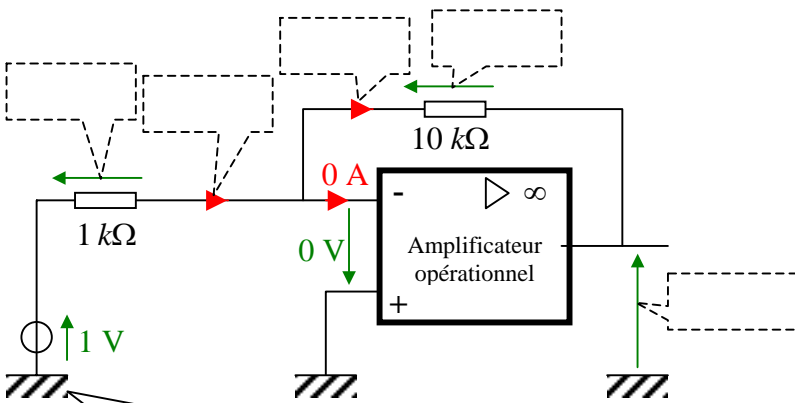 10 kΩ
0 A
- ▷ ∞
1 kΩ
0 V
Amplificateur
opérationnel
+
1 V